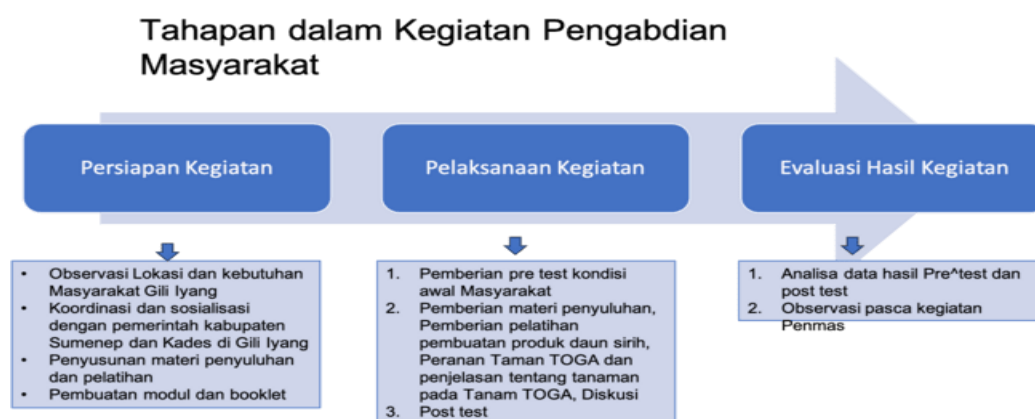 Tahapan dalam Kegiatan Pengabdian
Masyarakat
Persiapan Kegiatan
Pelaksanaan Kegiatan
Evaluasi Hasil Kegiatan
• Observasi Lokasi dan kebutuhan
Masyarakat Gili Iyang
• Koordinasi dan sosialisasi
dengan pemerintah kabupaten
Sumenep dan Kades di Gili Iyang
• Penyusunan materi penyuluhan
dan pelatihan
• Pembuatan modul dan booklet
1. Pemberian pre test kondisi
awal Masyarakat
2. Pemberian materi penyuluhan,
Pemberian pelatihan
pembuatan produk daun sirih,
Peranan Taman TOGA dan
penjelasan tentang tanaman
pada Tanam TOGA, Diskusi
3. Post test
1. Analisa data hasil Pre^test dan
post test
2. Observasi pasca kegiatan
Penmas